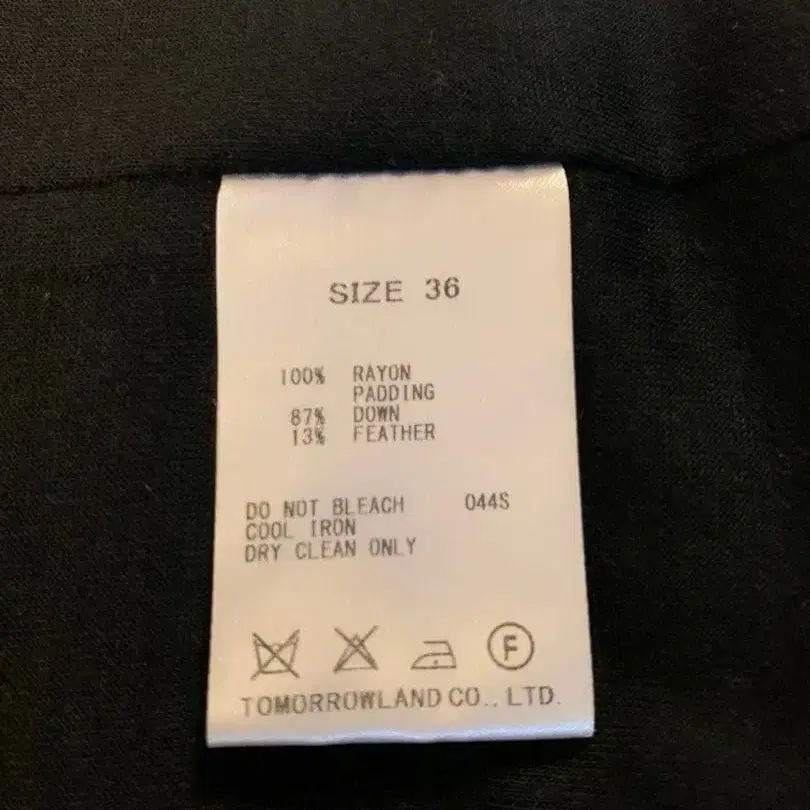 SIZE 36
100% RAYON
PADDING
87% DOWN
13% FEATHER
DO NOT BLEACH 044S
COOL IRON
DRY CLEAN ONLY
F
TOMORROWLAND CO., LTD.